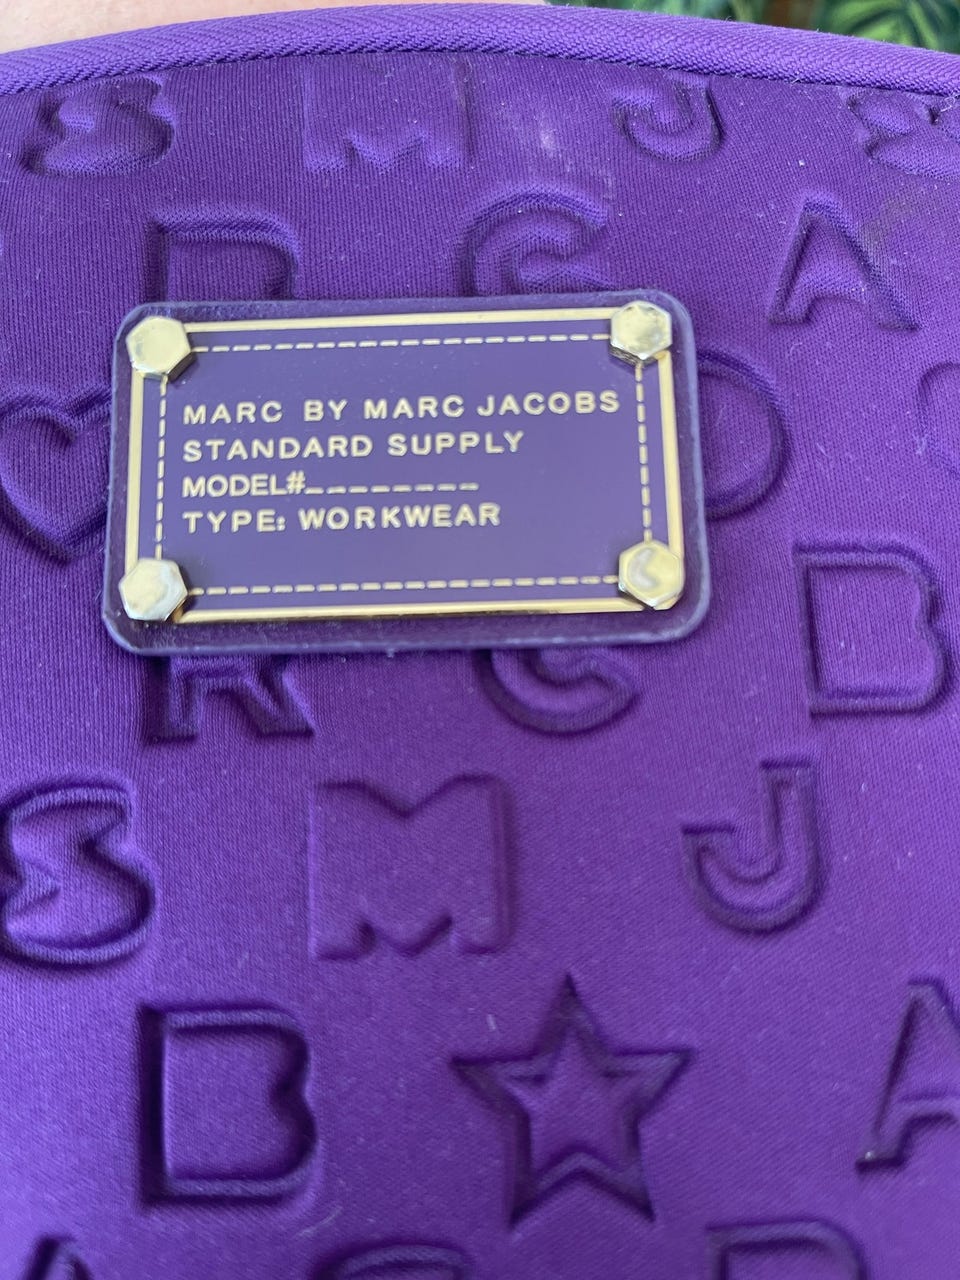 S M J S
R C A
MARC BY MARC JACOBS
STANDARD SUPPLY
MODEL#_________
TYPE: WORKWEAR
R C B
S M J
B A